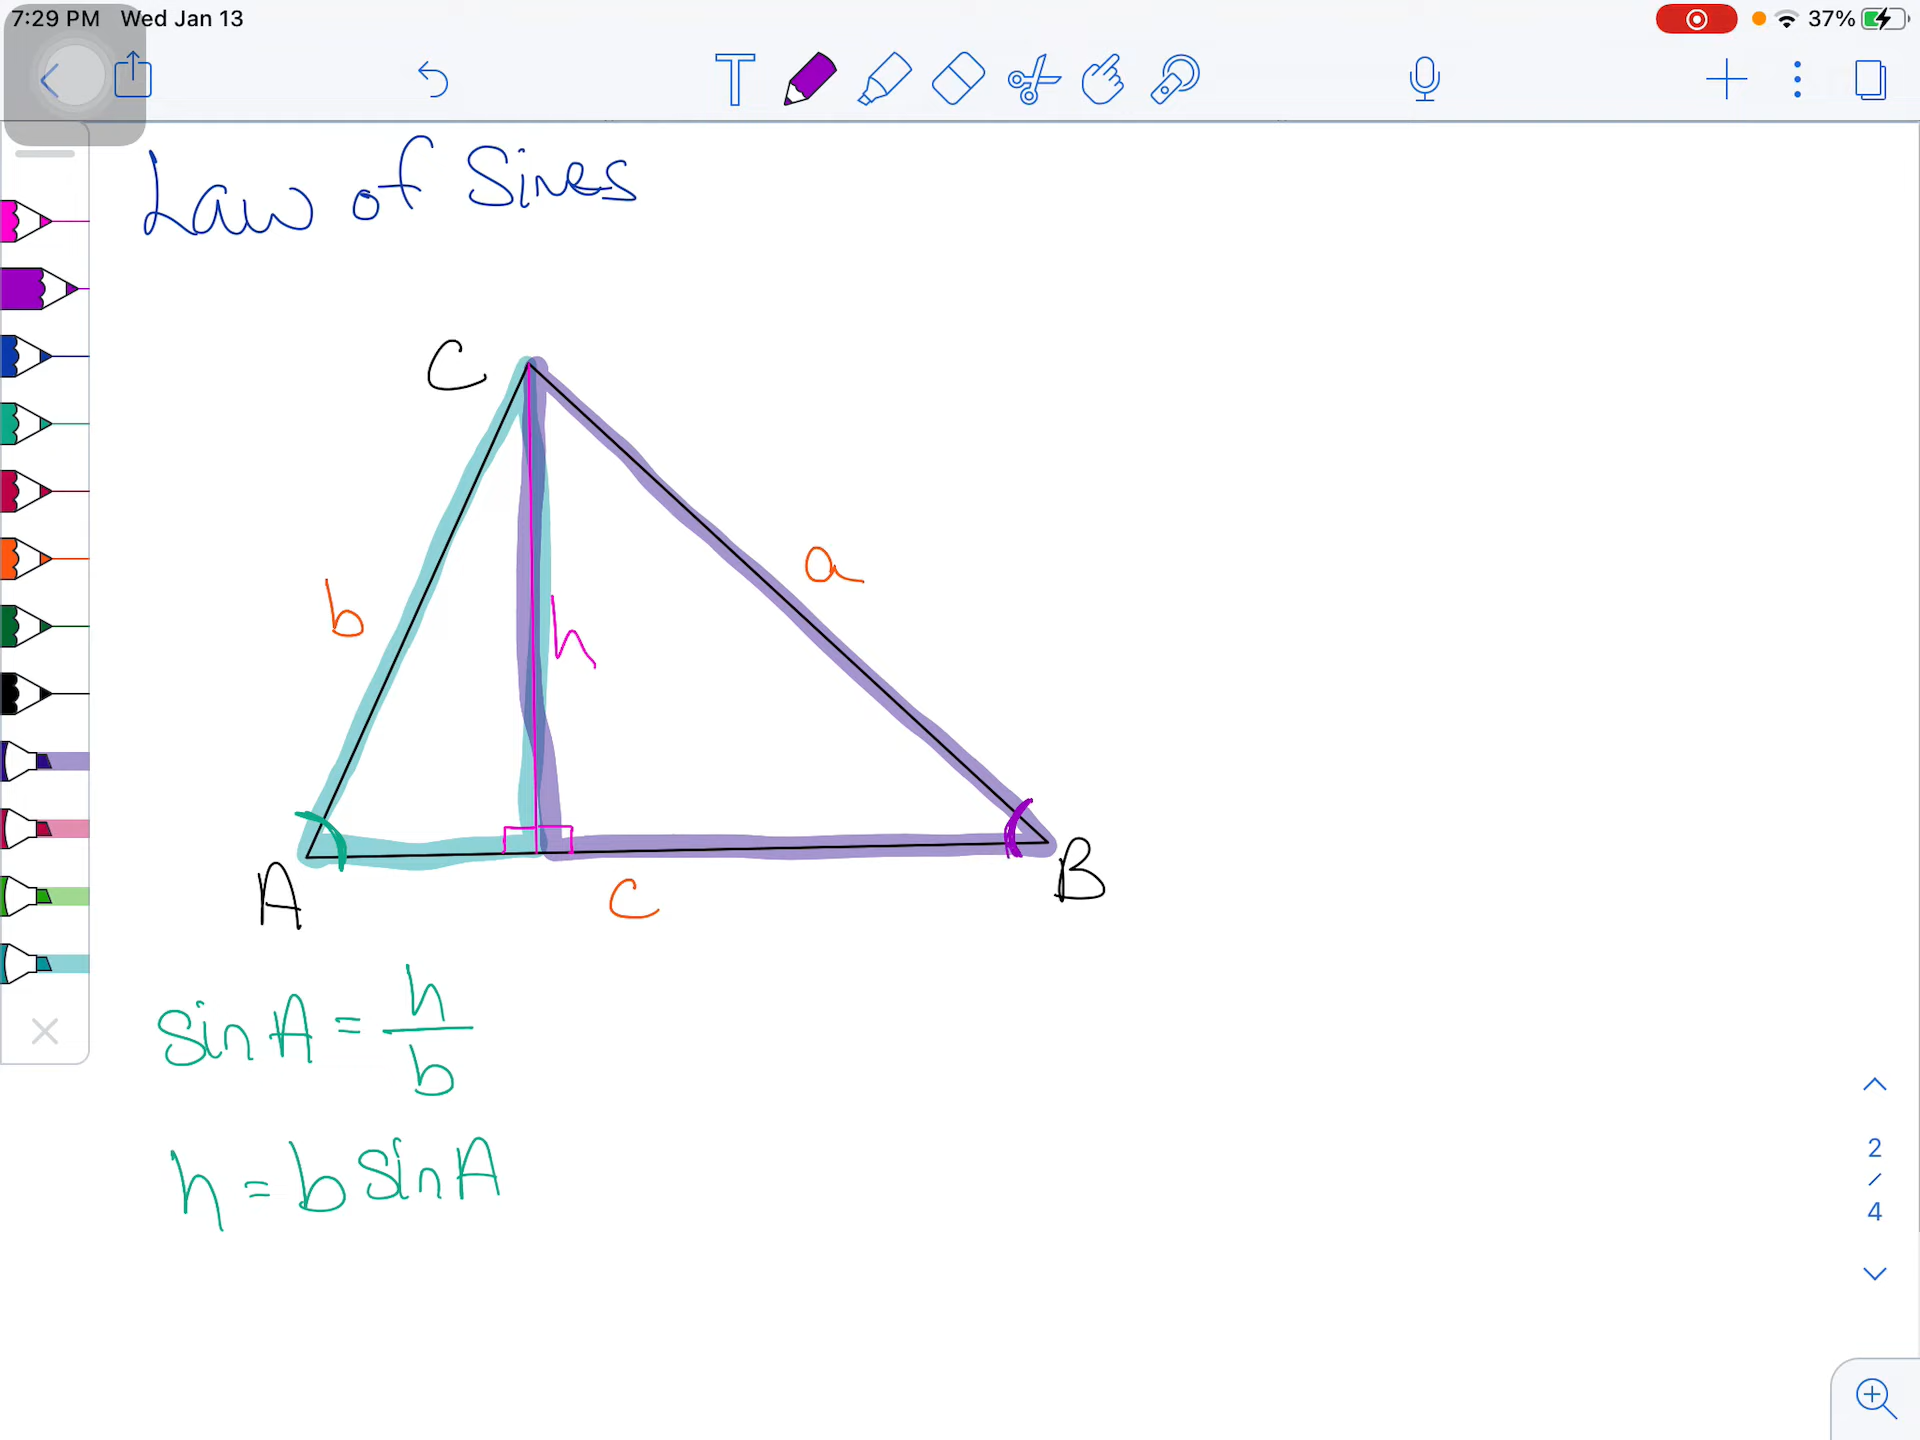 7:29 PM Wed Jan 13
37%
T
Law of Sines
C
b
a
h
A
c
B
sin A = h/b
h = b sin A
2
/
4